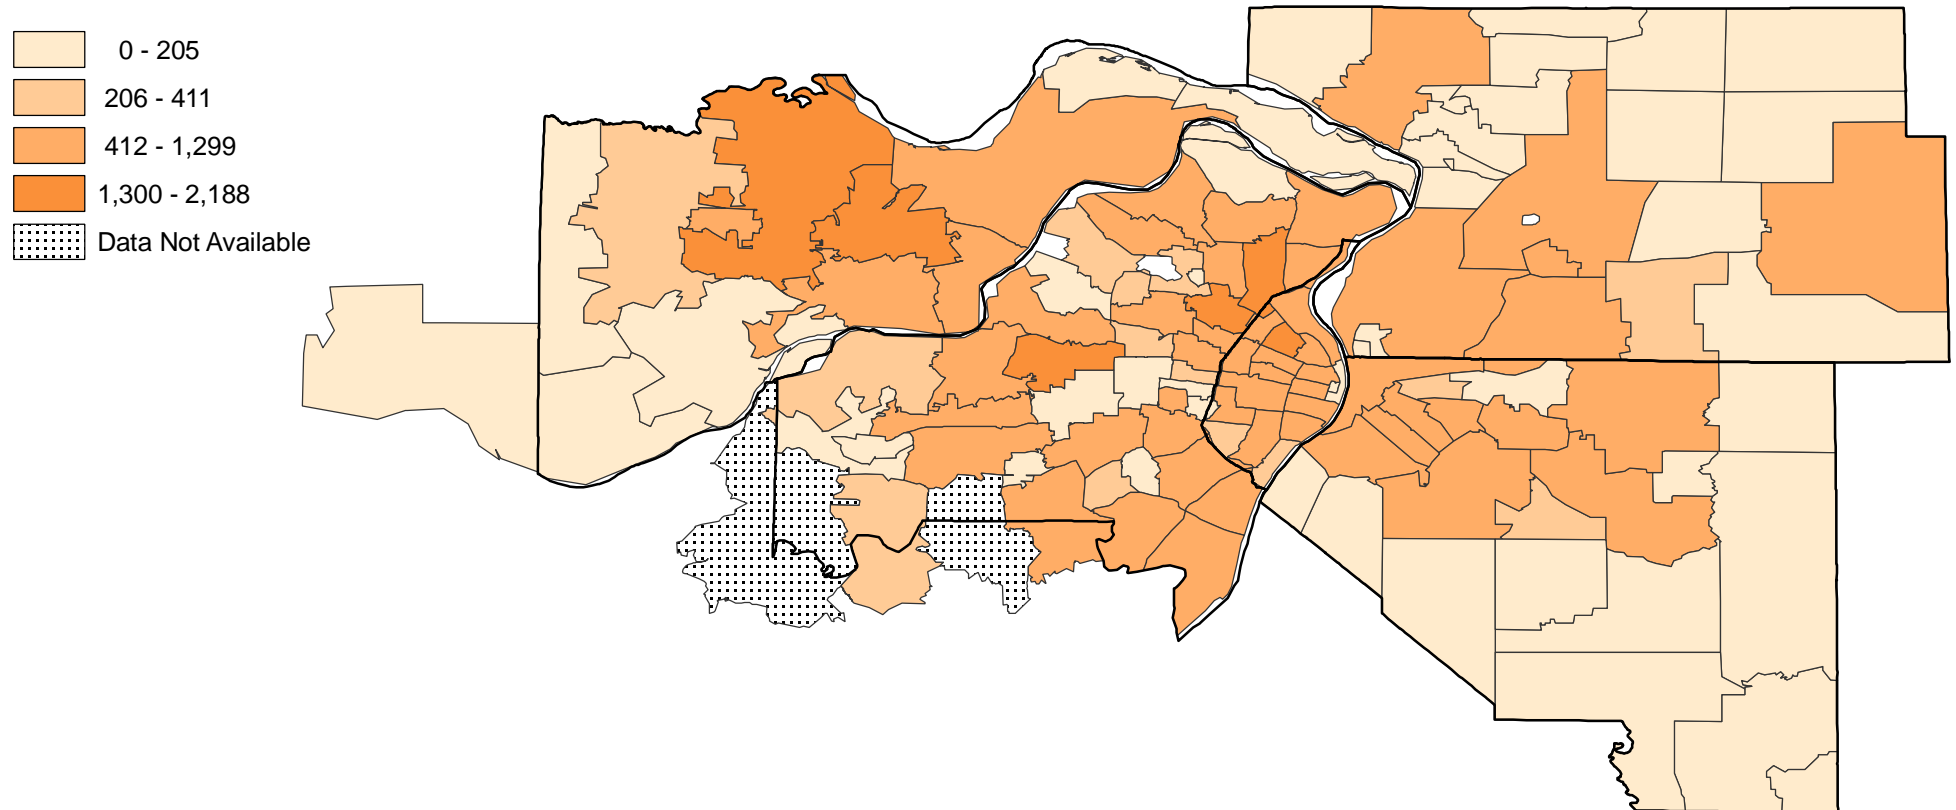 0 - 205
206 - 411
412 - 1,299
1,300 - 2,188
Data Not Available